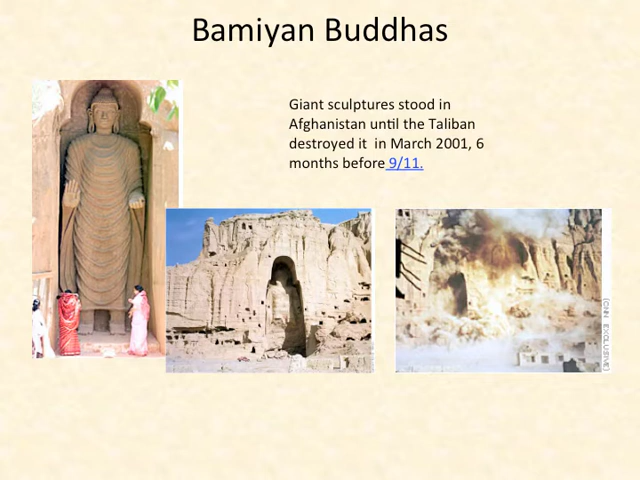 Bamiyan Buddhas
Giant sculptures stood in
Afghanistan until the Taliban
destroyed it  in March 2001, 6
months before 9/11.
(CNN EXCLUSIVE)